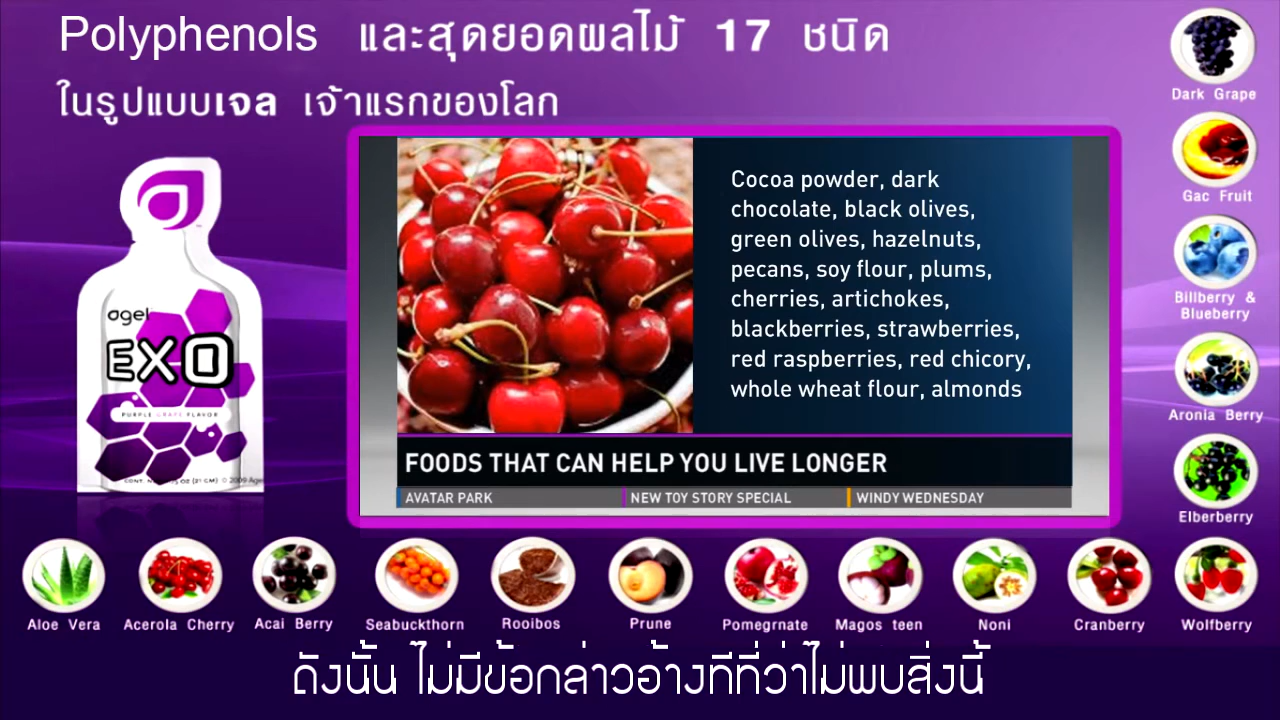 Polyphenols และสุดยอดผลไม้ 17 ชนิด
ในรูปแบบเจล เจ้าแรกของโลก
Dark Grape
Gac Fruit
Billberry &
Blueberry
Aronia Berry
Elberberry
agel
EXO
PURPLE GRAPE FLAVOR
© 2009 Agel
Cocoa powder, dark
chocolate, black olives,
green olives, hazelnuts,
pecans, soy flour, plums,
cherries, artichokes,
blackberries, strawberries,
red raspberries, red chicory,
whole wheat flour, almonds
FOODS THAT CAN HELP YOU LIVE LONGER
AVATAR PARK
NEW TOY STORY SPECIAL
WINDY WEDNESDAY
Aloe Vera
Acerola Cherry
Acai Berry
Seabuckthorn
Rooibos
Prune
Pomegrnate
Magos teen
Noni
Cranberry
Wolfberry
ดังนั้น ไม่มีข้อกล่าวอ้างทีที่ว่าไม่พบสิ่งนี้